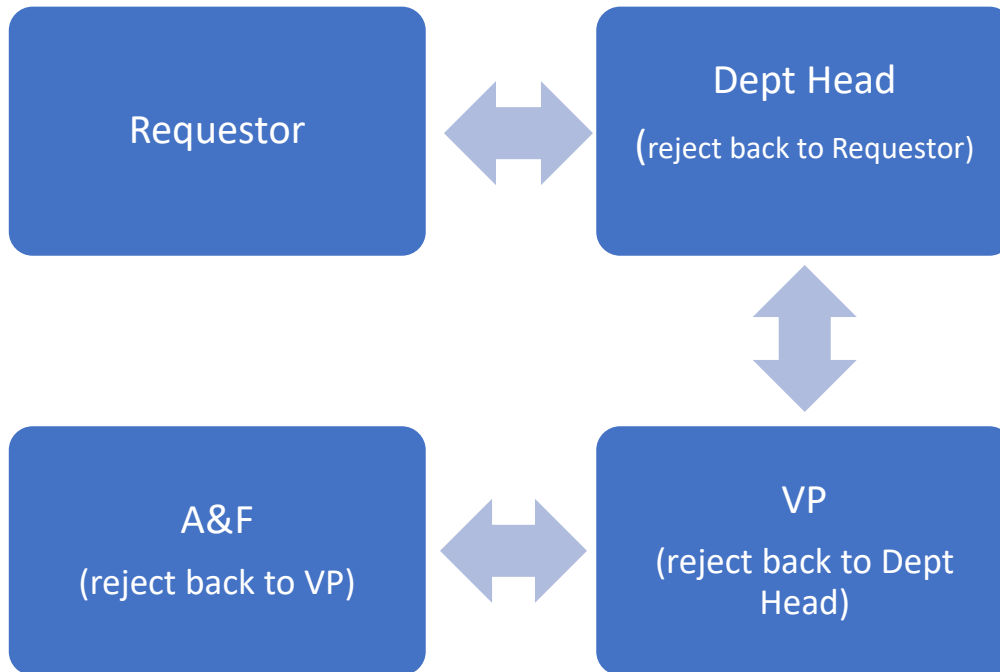 Requestor
Dept Head
(reject back to Requestor)
A&F
(reject back to VP)
VP
(reject back to Dept
Head)